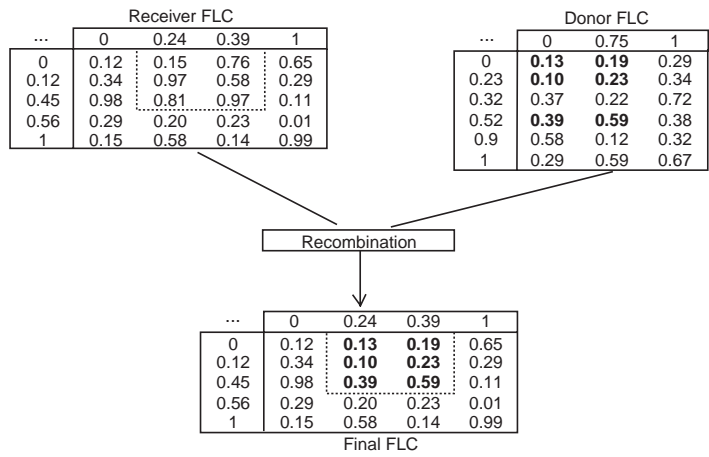 Receiver FLC
... 0 0.24 0.39 1
0 0.12 0.15 0.76 0.65
0.12 0.34 0.97 0.58 0.29
0.45 0.98 0.81 0.97 0.11
0.56 0.29 0.20 0.23 0.01
1 0.15 0.58 0.14 0.99
Donor FLC
... 0 0.75 1
0 0.13 0.19 0.29
0.23 0.10 0.23 0.34
0.32 0.37 0.22 0.72
0.52 0.39 0.59 0.38
0.9 0.58 0.12 0.32
1 0.29 0.59 0.67
Recombination
... 0 0.24 0.39 1
0 0.12 0.13 0.19 0.65
0.12 0.34 0.10 0.23 0.29
0.45 0.98 0.39 0.59 0.11
0.56 0.29 0.20 0.23 0.01
1 0.15 0.58 0.14 0.99
Final FLC